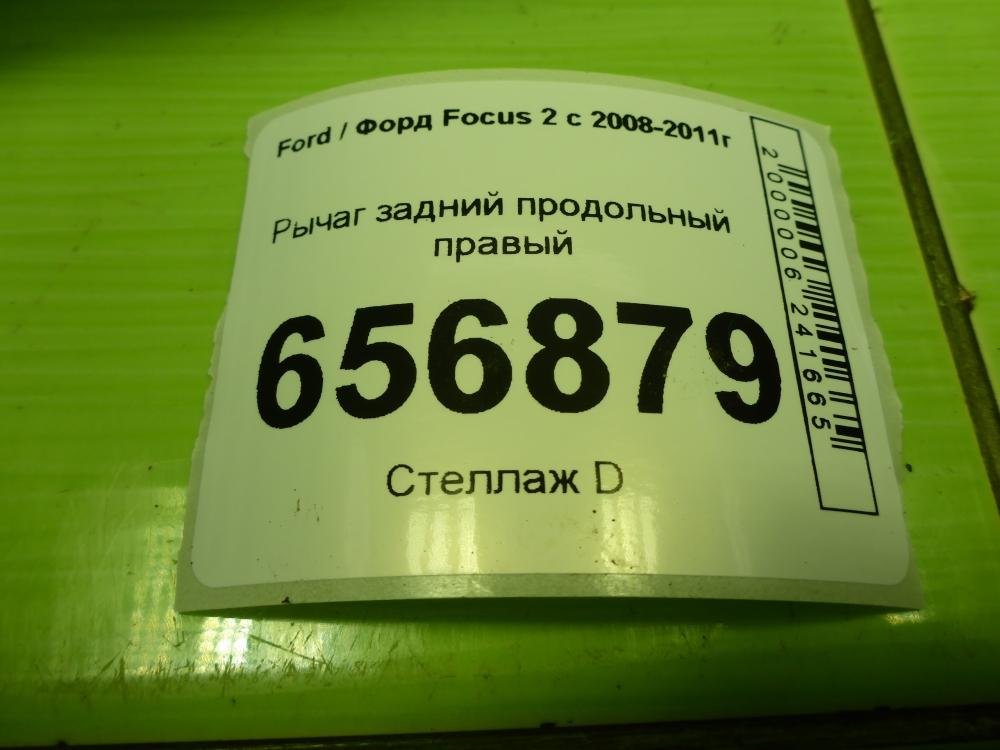 Ford / Форд Focus 2 с 2008-2011г
Рычаг задний продольный
правый
656879
Стеллаж D
2000006241665